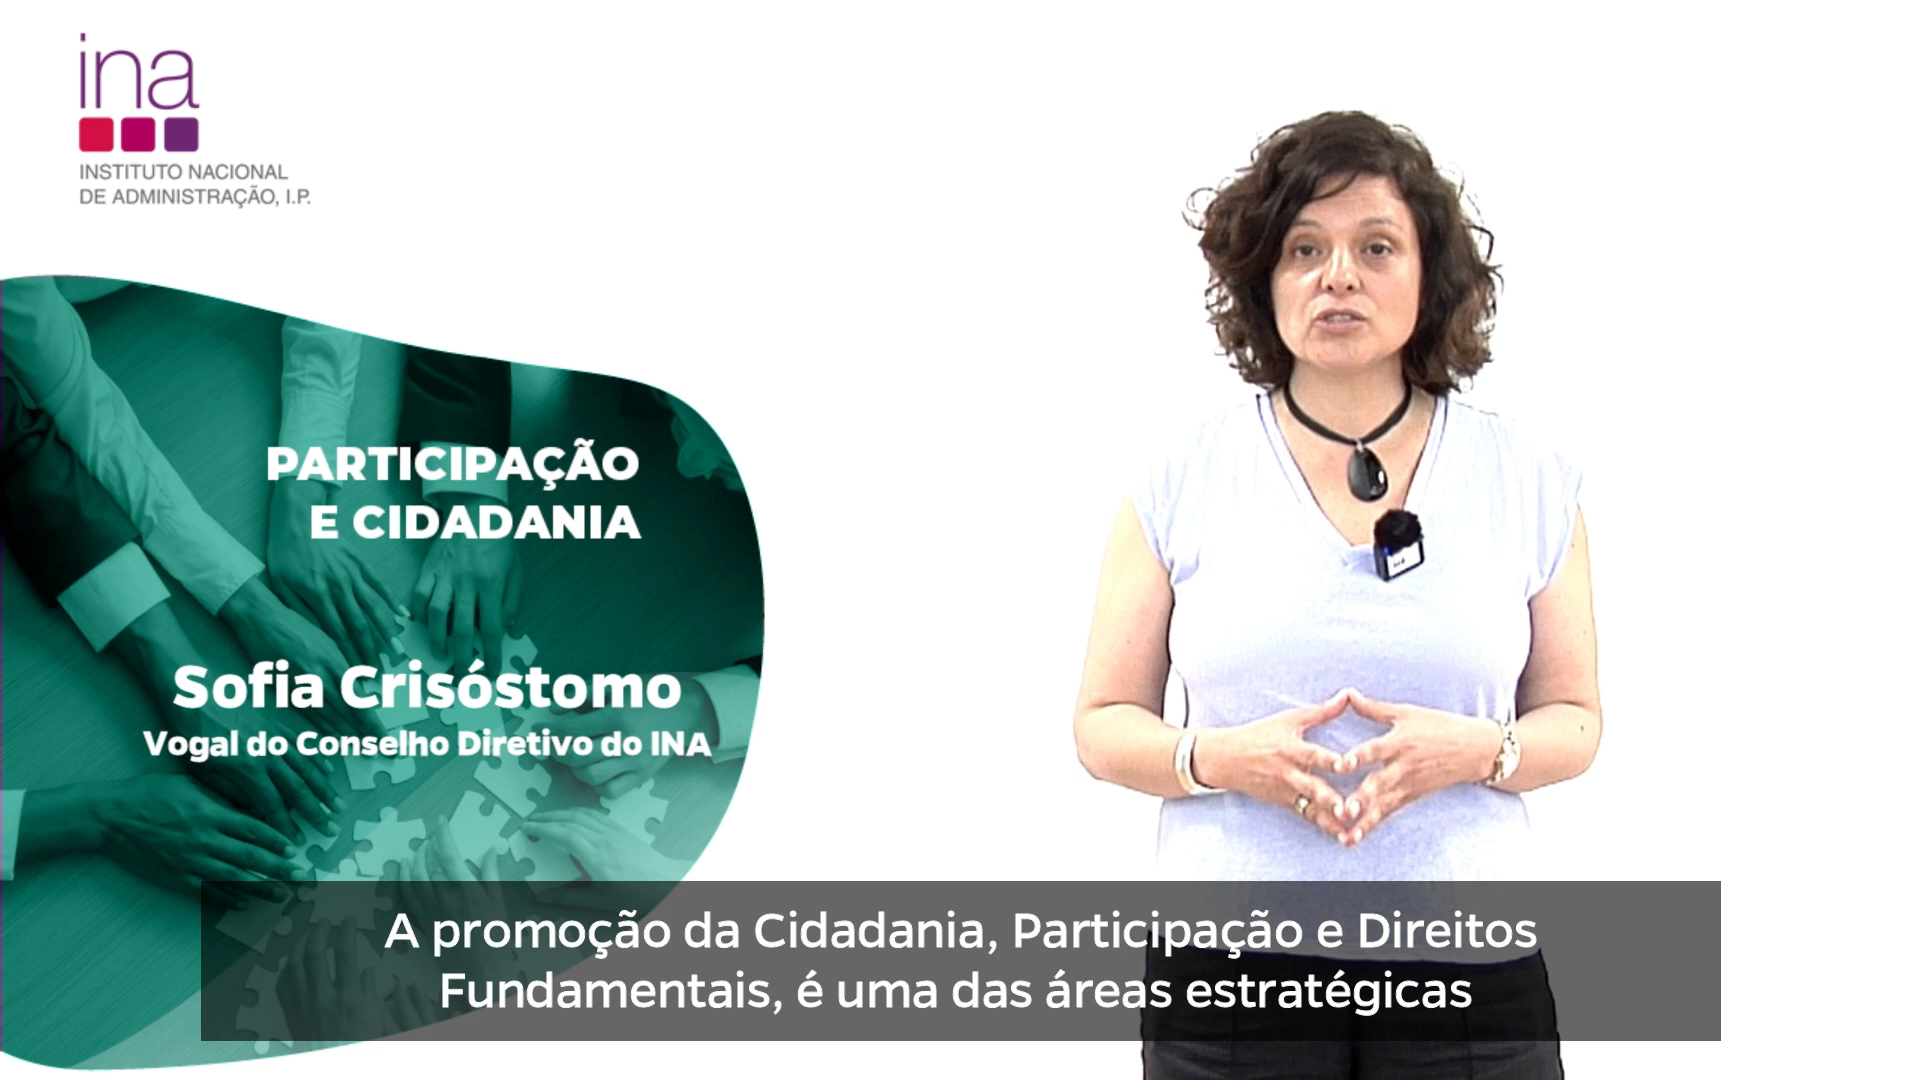 ina
INSTITUTO NACIONAL
DE ADMINISTRAÇÃO, I.P.
PARTICIPAÇÃO
E CIDADANIA
Sofia Crisóstomo
Vogal do Conselho Diretivo do INA
A promoção da Cidadania, Participação e Direitos
Fundamentais, é uma das áreas estratégicas